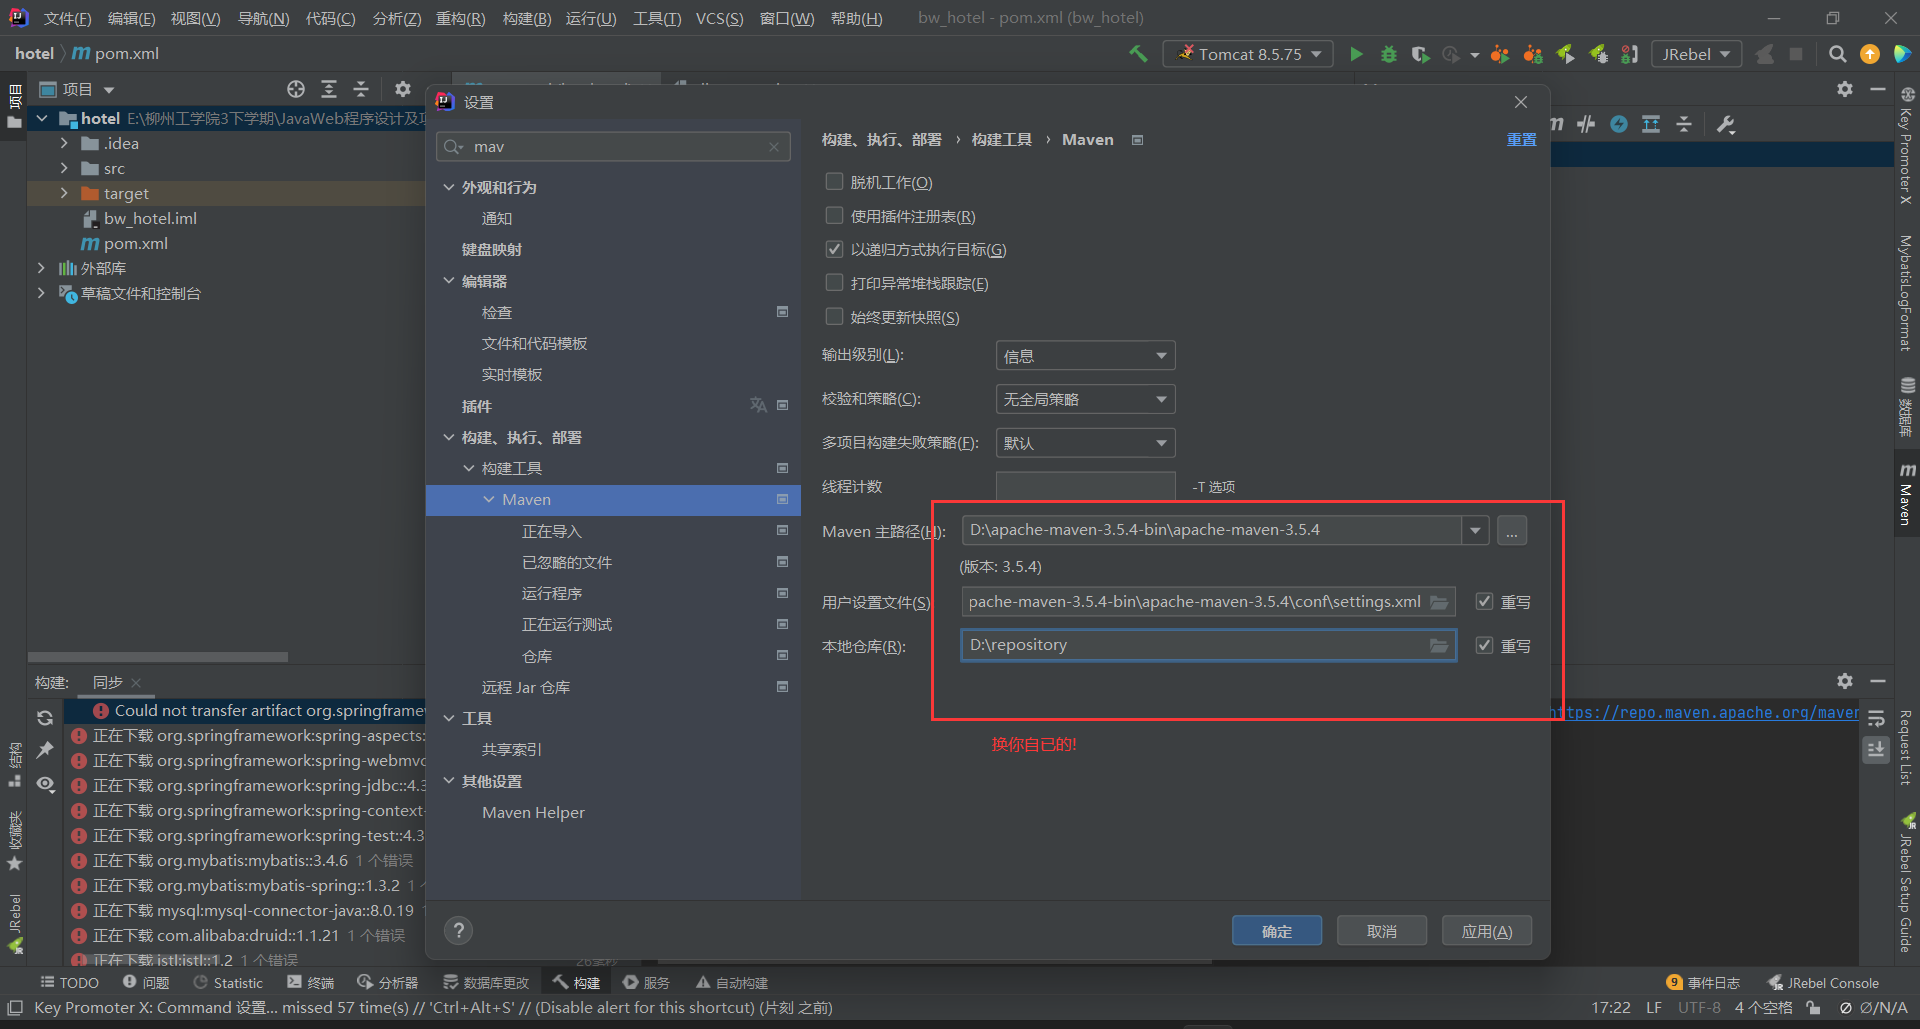 文件(F) 编辑(E) 视图(V) 导航(N) 代码(C) 分析(Z) 重构(R) 构建(B) 运行(U) 工具(T) VCS(S) 窗口(W) 帮助(H) bw_hotel - pom.xml (bw_hotel)
hotel pom.xml
Tomcat 8.5.75
JRebel
项目
hotel E:\柳州工学院3下学期\JavaWeb程序设计及项
.idea
src
target
bw_hotel.iml
pom.xml
外部库
草稿文件和控制台
设置
mav
外观和行为
通知
键盘映射
编辑器
检查
文件和代码模板
实时模板
插件
构建、执行、部署
构建工具
Maven
正在导入
已忽略的文件
运行程序
正在运行测试
仓库
远程 Jar 仓库
工具
共享索引
其他设置
Maven Helper
构建、执行、部署 › 构建工具 › Maven
重置
脱机工作(O)
使用插件注册表(R)
以递归方式执行目标(G)
打印异常堆栈跟踪(E)
始终更新快照(S)
输出级别(L): 信息
校验和策略(C): 无全局策略
多项目构建失败策略(F): 默认
线程计数 -T 选项
Maven 主路径(H): D:\apache-maven-3.5.4-bin\apache-maven-3.5.4 ...
(版本: 3.5.4)
用户设置文件(S) pache-maven-3.5.4-bin\apache-maven-3.5.4\conf\settings.xml 重写
本地仓库(R): D:\repository 重写
换你自已的!
? 确定 取消 应用(A)
构建: 同步
Could not transfer artifact org.springframew
正在下载 org.springframework:spring-aspects:
正在下载 org.springframework:spring-webmvc
正在下载 org.springframework:spring-jdbc::4.3
正在下载 org.springframework:spring-context-
正在下载 org.springframework:spring-test::4.3
正在下载 org.mybatis:mybatis::3.4.6 1 个错误
正在下载 org.mybatis:mybatis-spring::1.3.2 1 个
正在下载 mysql:mysql-connector-java::8.0.19 1
正在下载 com.alibaba:druid::1.1.21 1 个错误
正在下载 jstl:jstl::1.2 1 个错误
https://repo.maven.apache.org/maven
项目
结构
收藏夹
JRebel
Key Promoter X
MybatisLogFormat
数据库
Maven
Request List
JRebel Setup Guide
TODO 问题 Statistic 终端 分析器 数据库更改 构建 服务 自动构建 9 事件日志 JRebel Console
Key Promoter X: Command 设置... missed 57 time(s) // 'Ctrl+Alt+S' // (Disable alert for this shortcut) (片刻 之前) 17:22 LF UTF-8 4 个空格 ∅/N/A